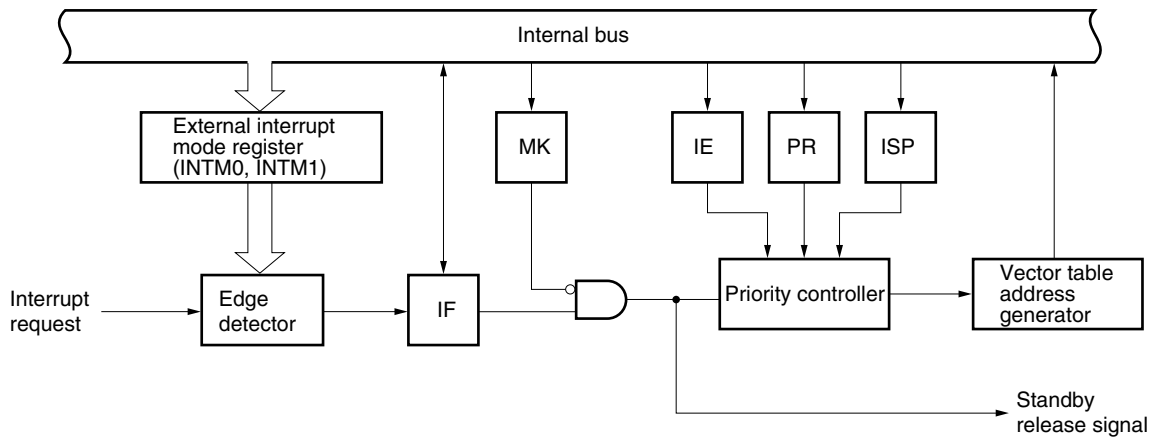 Internal bus
External interrupt
mode register
(INTM0, INTM1)
MK
IE
PR
ISP
Interrupt
request
Edge
detector
IF
Priority controller
Vector table
address
generator
Standby
release signal